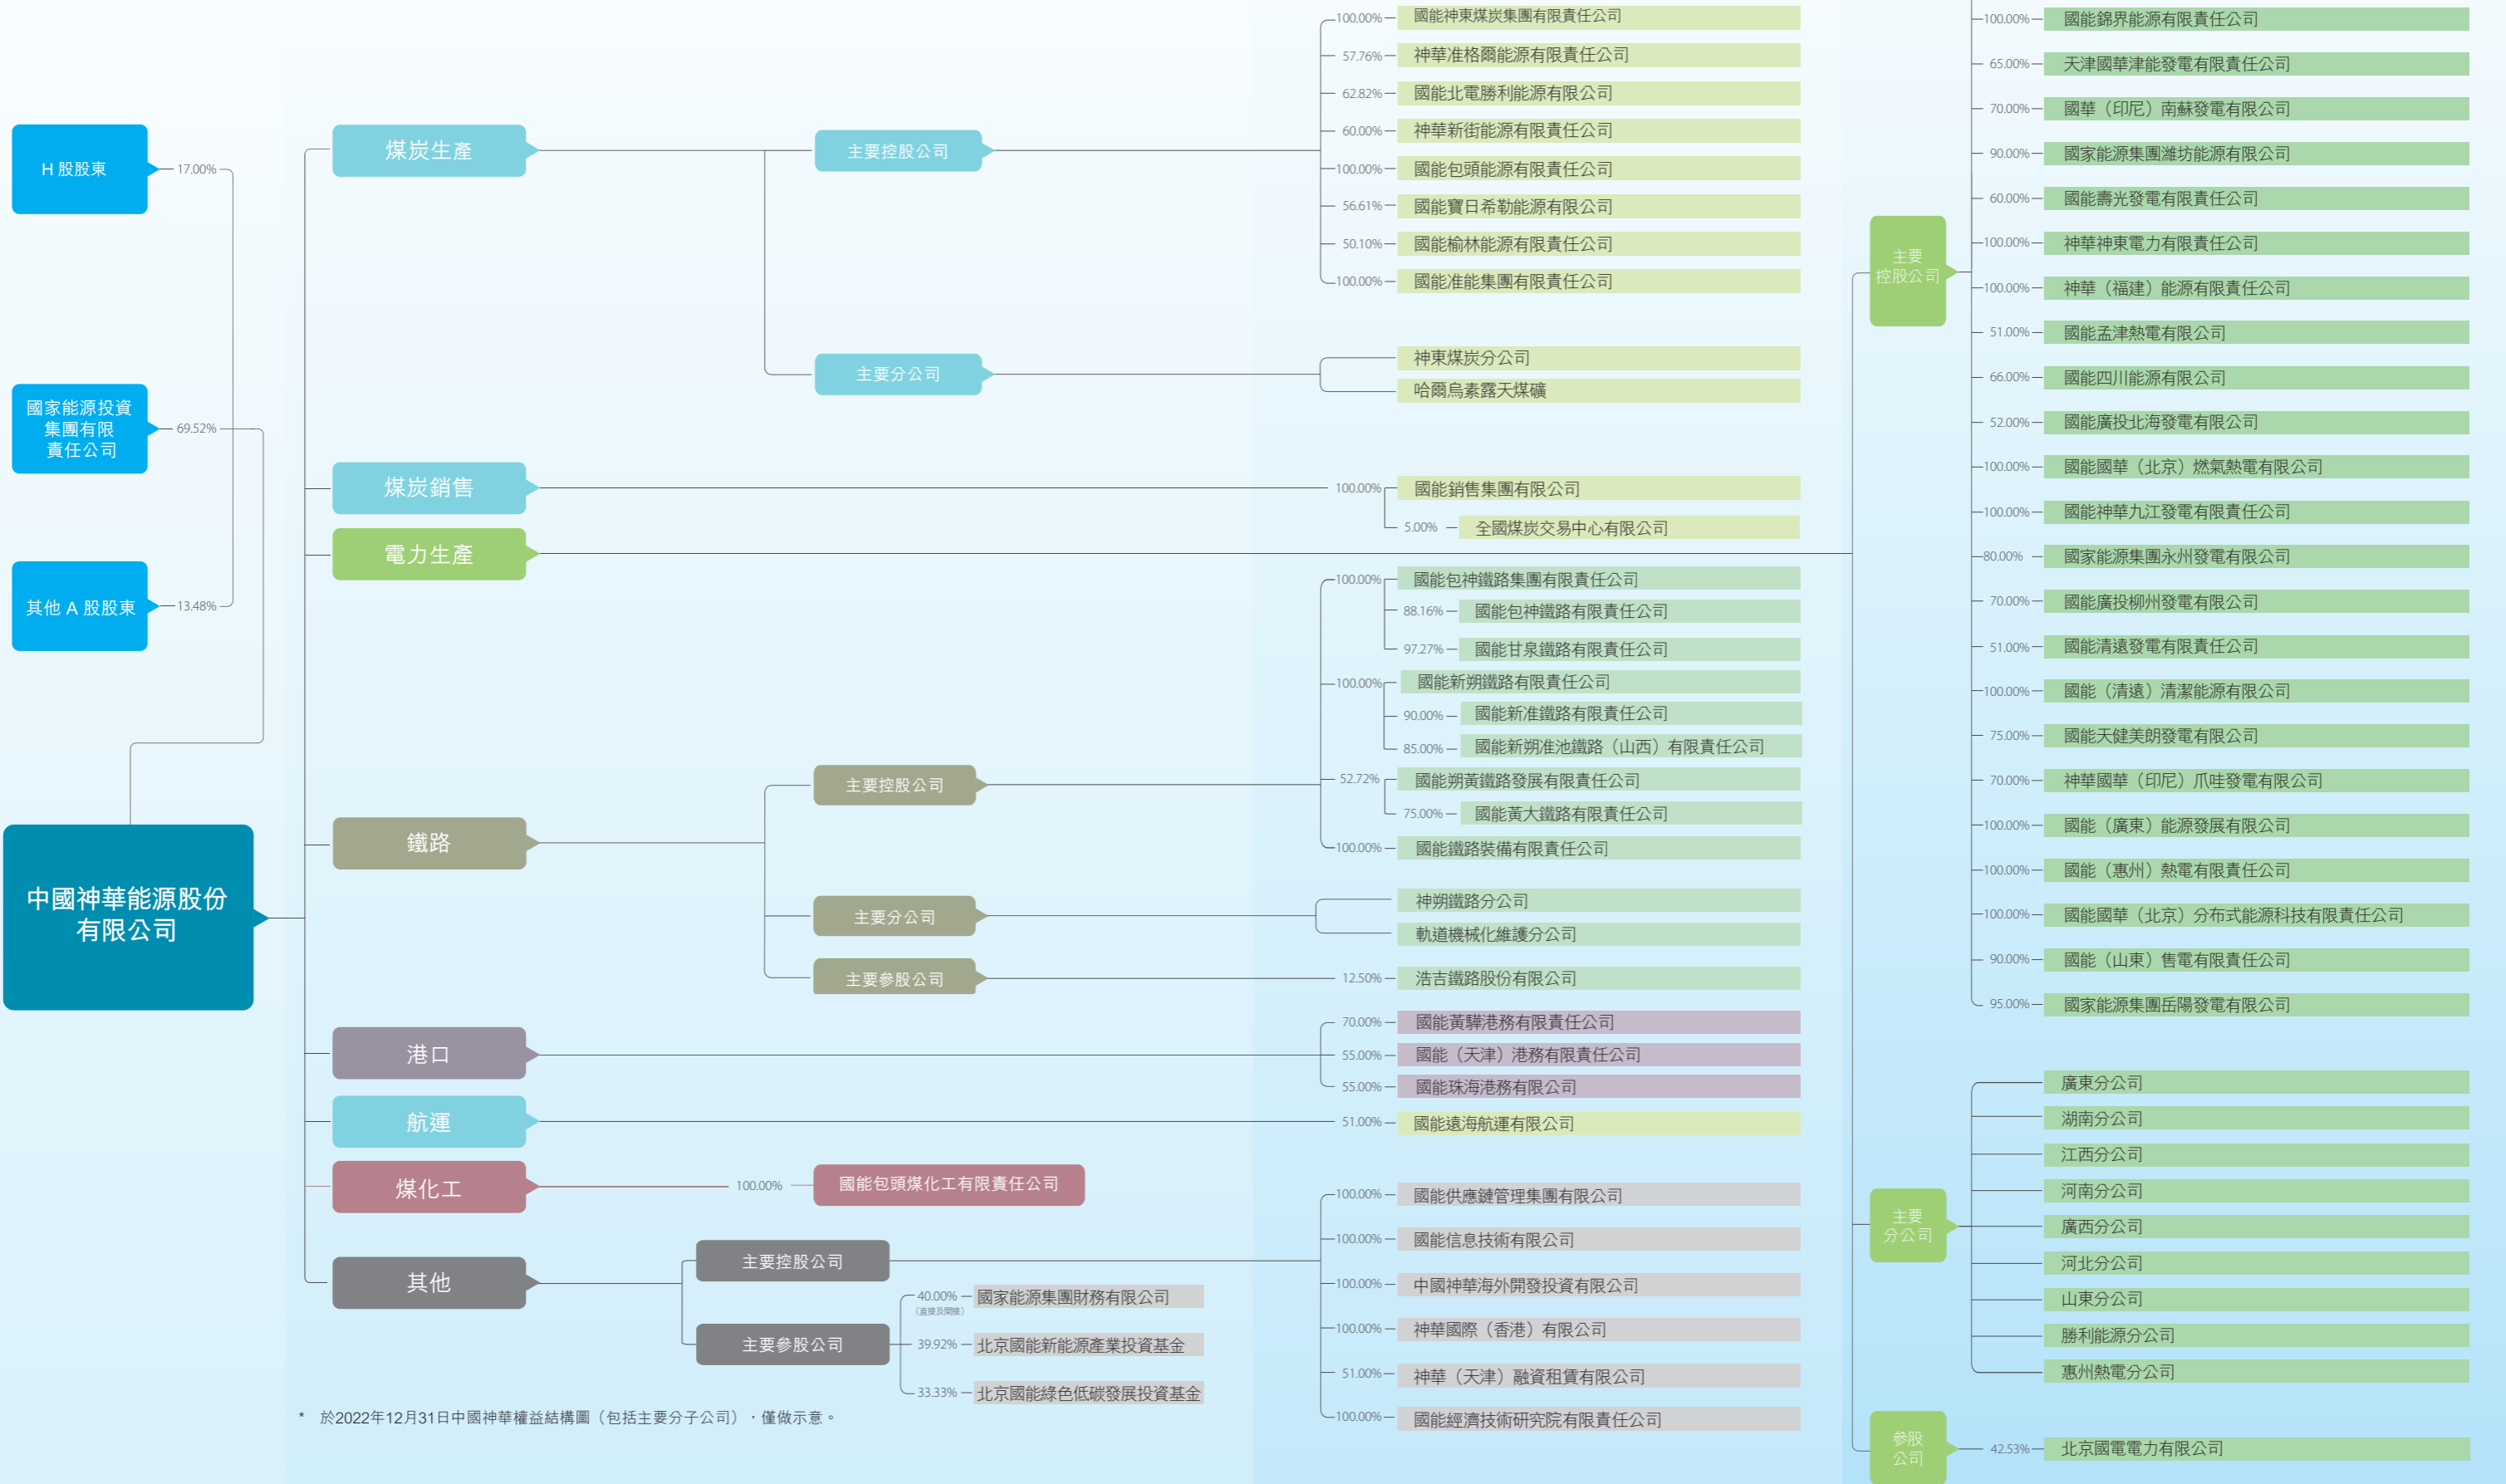 H 股股東
17.00%
國家能源投資
集團有限
責任公司
69.52%
其他 A 股股東
13.48%
中國神華能源股份
有限公司
煤炭生產
主要控股公司
100.00%
國能神東煤炭集團有限責任公司
57.76%
神華准格爾能源有限責任公司
62.82%
國能北電勝利能源有限公司
60.00%
神華新街能源有限責任公司
100.00%
國能包頭能源有限責任公司
56.61%
國能寶日希勒能源有限公司
50.10%
國能榆林能源有限責任公司
100.00%
國能准能集團有限責任公司
主要分公司
神東煤炭分公司
哈爾烏素露天煤礦
煤炭銷售
100.00%
國能銷售集團有限公司
5.00%
全國煤炭交易中心有限公司
電力生產
主要
控股公司
100.00%
國能錦界能源有限責任公司
65.00%
天津國華津能發電有限責任公司
70.00%
國華（印尼）南蘇發電有限公司
90.00%
國家能源集團濰坊能源有限公司
60.00%
國能壽光發電有限責任公司
100.00%
神華神東電力有限責任公司
100.00%
神華（福建）能源有限責任公司
51.00%
國能孟津熱電有限公司
66.00%
國能四川能源有限公司
52.00%
國能廣投北海發電有限公司
100.00%
國能國華（北京）燃氣熱電有限公司
100.00%
國能神華九江發電有限責任公司
80.00%
國家能源集團永州發電有限公司
70.00%
國能廣投柳州發電有限公司
51.00%
國能清遠發電有限責任公司
100.00%
國能（清遠）清潔能源有限公司
75.00%
國能天健美朗發電有限公司
70.00%
神華國華（印尼）爪哇發電有限公司
100.00%
國能（廣東）能源發展有限公司
100.00%
國能（惠州）熱電有限責任公司
100.00%
國能國華（北京）分布式能源科技有限責任公司
90.00%
國能（山東）售電有限責任公司
95.00%
國家能源集團岳陽發電有限公司
主要
分公司
廣東分公司
湖南分公司
江西分公司
河南分公司
廣西分公司
河北分公司
山東分公司
勝利能源分公司
惠州熱電分公司
參股
公司
42.53%
北京國電電力有限公司
鐵路
主要控股公司
100.00%
國能包神鐵路集團有限責任公司
88.16%
國能包神鐵路有限責任公司
97.27%
國能甘泉鐵路有限責任公司
100.00%
國能新朔鐵路有限責任公司
90.00%
國能新准鐵路有限責任公司
85.00%
國能新朔准池鐵路（山西）有限責任公司
52.72%
國能朔黃鐵路發展有限責任公司
75.00%
國能黃大鐵路有限責任公司
100.00%
國能鐵路裝備有限責任公司
主要分公司
神朔鐵路分公司
軌道機械化維護分公司
主要參股公司
12.50%
浩吉鐵路股份有限公司
港口
70.00%
國能黃驊港務有限責任公司
55.00%
國能（天津）港務有限責任公司
55.00%
國能珠海港務有限公司
航運
51.00%
國能遠海航運有限公司
煤化工
100.00%
國能包頭煤化工有限責任公司
其他
主要控股公司
100.00%
國能供應鏈管理集團有限公司
100.00%
國能信息技術有限公司
100.00%
中國神華海外開發投資有限公司
100.00%
神華國際（香港）有限公司
51.00%
神華（天津）融資租賃有限公司
100.00%
國能經濟技術研究院有限責任公司
主要參股公司
40.00%
（直接及間接）
國家能源集團財務有限公司
39.92%
北京國能新能源產業投資基金
33.33%
北京國能綠色低碳發展投資基金
* 於2022年12月31日中國神華權益結構圖（包括主要分子公司），僅做示意。